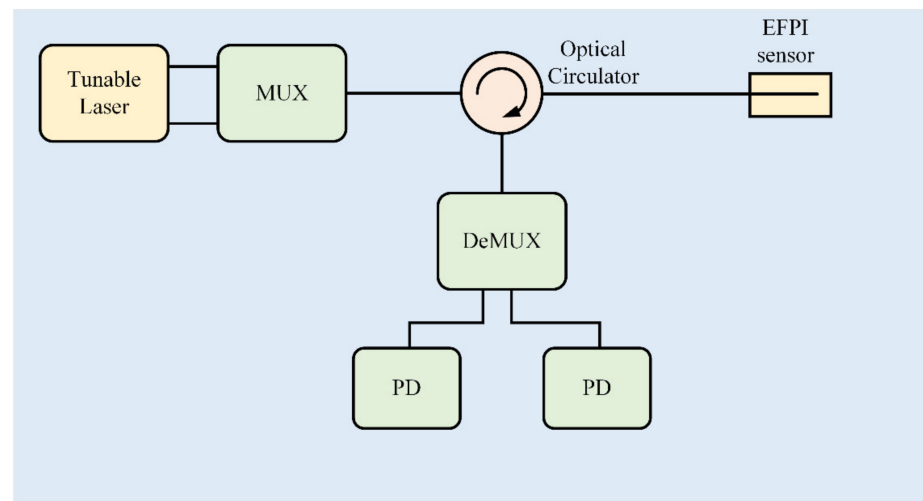 Tunable
Laser
MUX
Optical
Circulator
EFPI
sensor
DeMUX
PD
PD